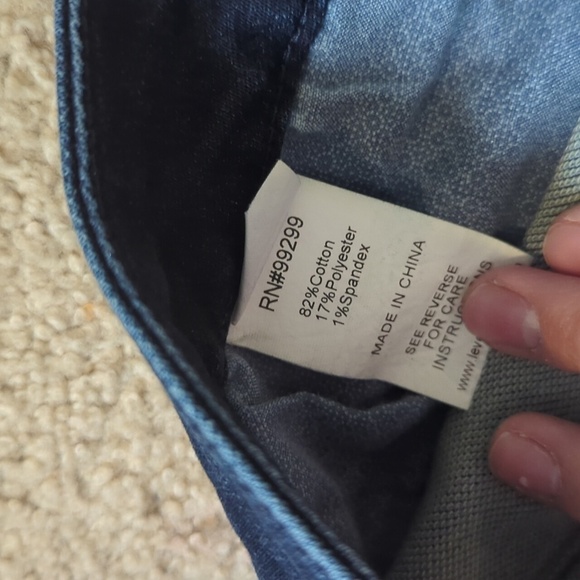 RN#99299
82%Cotton
17%Polyester
1%Spandex
MADE IN CHINA
SEE REVERSE
FOR CARE